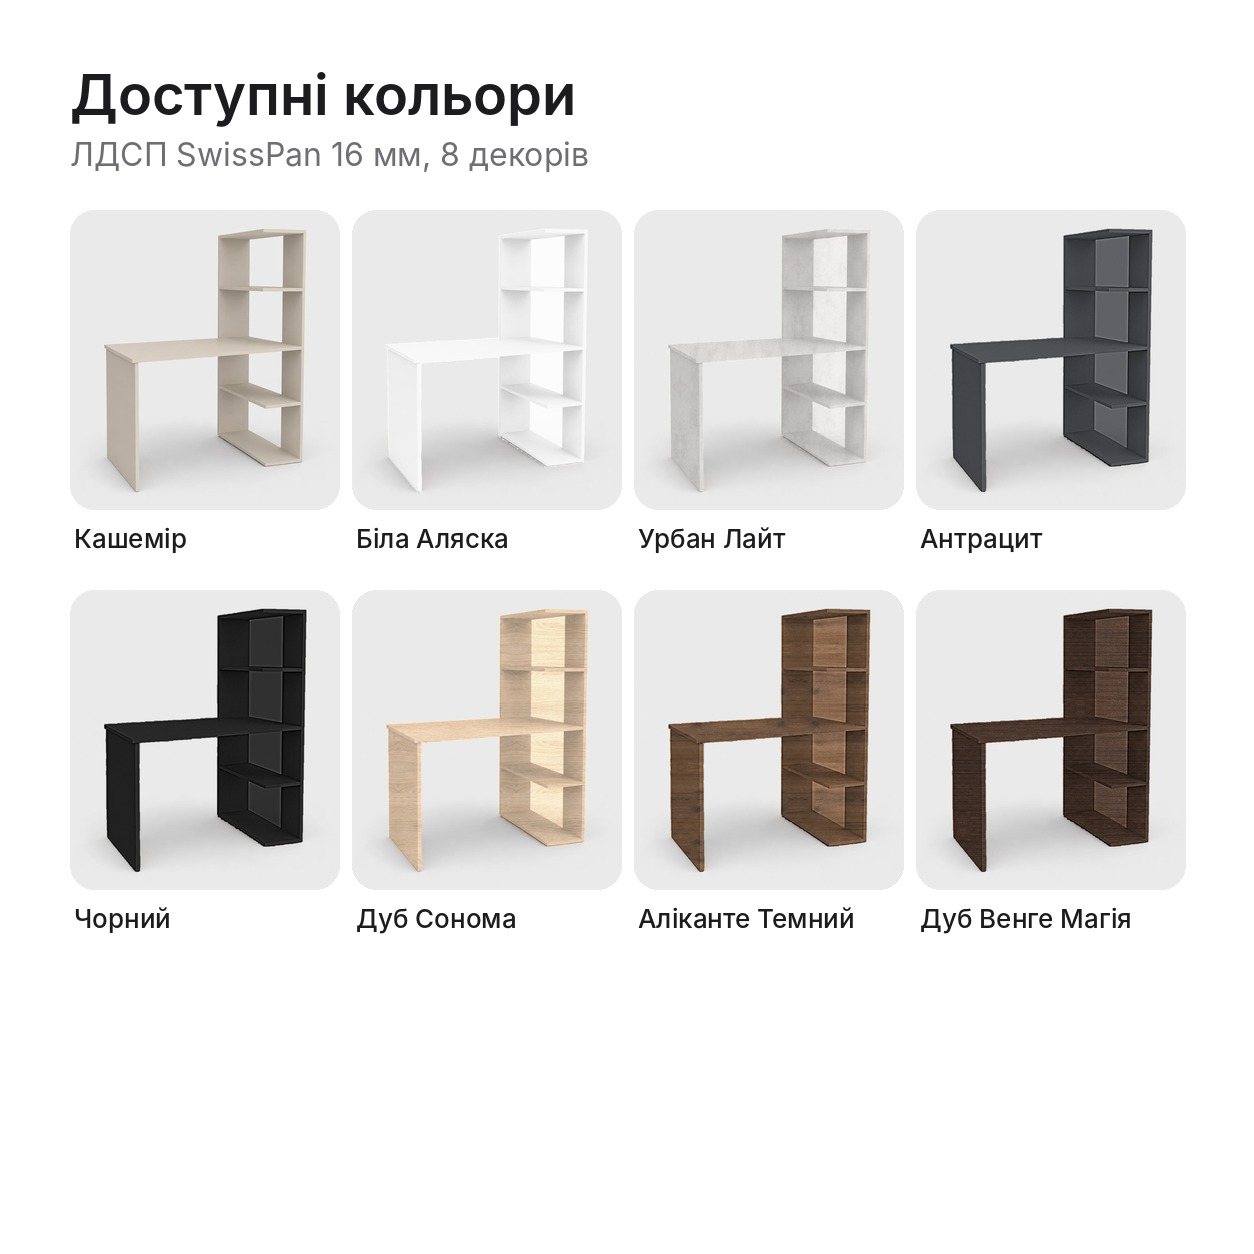 Доступні кольори
ЛДСП SwissPan 16 мм, 8 декорів
Кашемір
Біла Аляска
Урбан Лайт
Антрацит
Чорний
Дуб Сонома
Аліканте Темний
Дуб Венге Магія